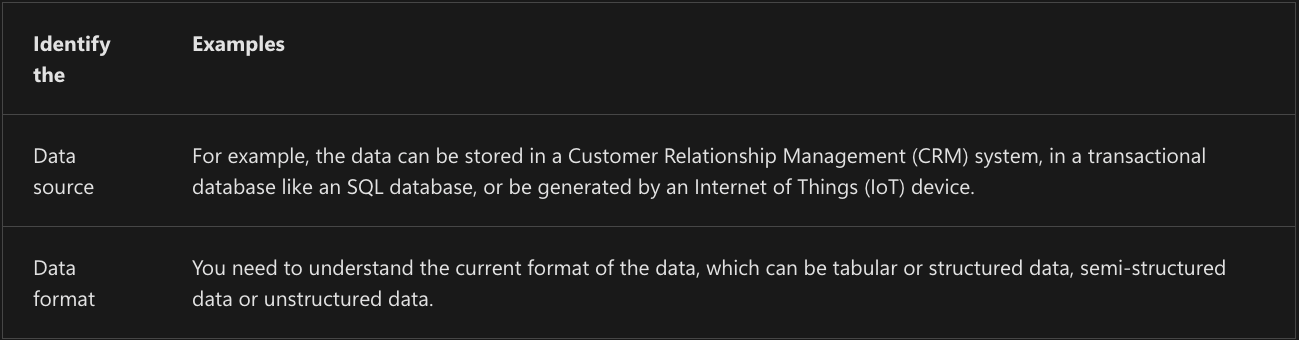 Identify the
Examples
Data source
For example, the data can be stored in a Customer Relationship Management (CRM) system, in a transactional
database like an SQL database, or be generated by an Internet of Things (IoT) device.
Data format
You need to understand the current format of the data, which can be tabular or structured data, semi-structured
data or unstructured data.